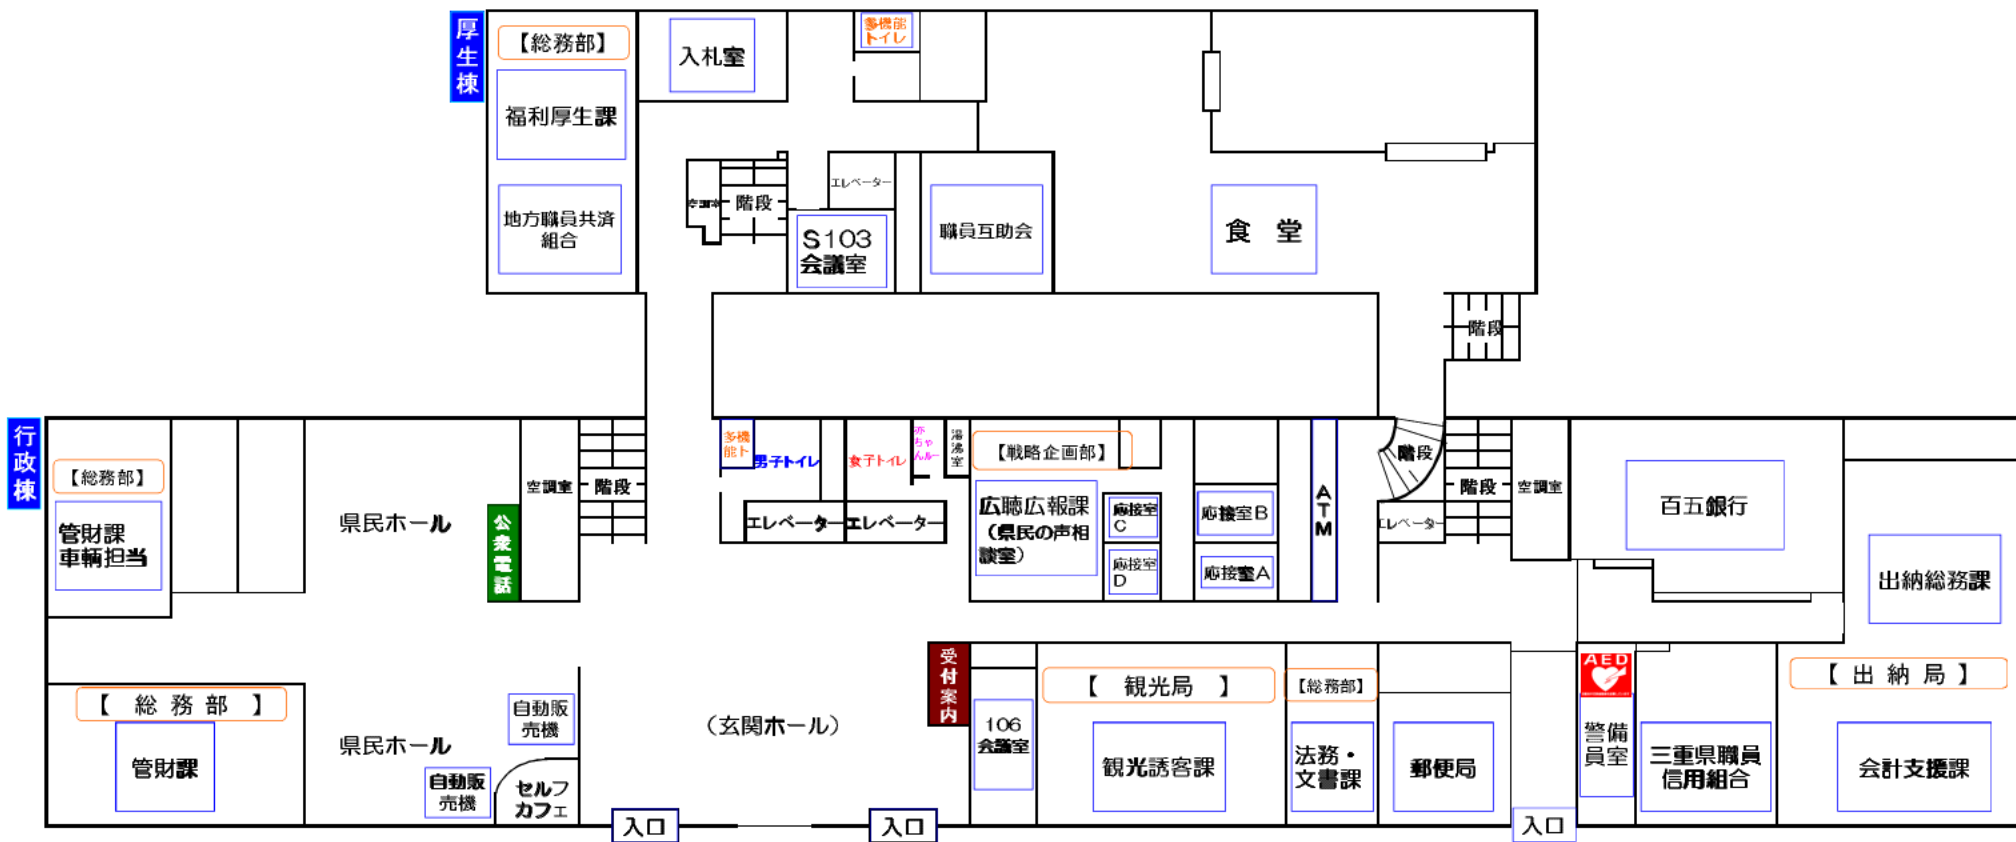 厚生棟
【総務部】
福利厚生課
地方職員共済
組合
入札室
多機能
トイレ
階段
エレベーター
S103
会議室
職員互助会
食 堂
階段
行政棟
【総務部】
管財課
車輌担当
県民ホール
公衆電話
空調室
階段
多機
能ト
男子トイレ
女子トイレ
赤
ちゃ
んルー
湯沸室
エレベーター
エレベーター
【戦略企画部】
広聴広報課
（県民の声相
談室）
応接室
C
応接室
D
応接室B
応接室A
ATM
階段
エレベーター
階段
空調室
百五銀行
出納総務課
【 総 務 部 】
管財課
県民ホール
自動販
売機
自動販
売機
セルフ
カフェ
（玄関ホール）
受付案内
106
会議室
【 観光局 】
観光誘客課
【総務部】
法務・
文書課
郵便局
AED
警備
員室
三重県職員
信用組合
【 出 納 局 】
会計支援課
入口
入口
入口